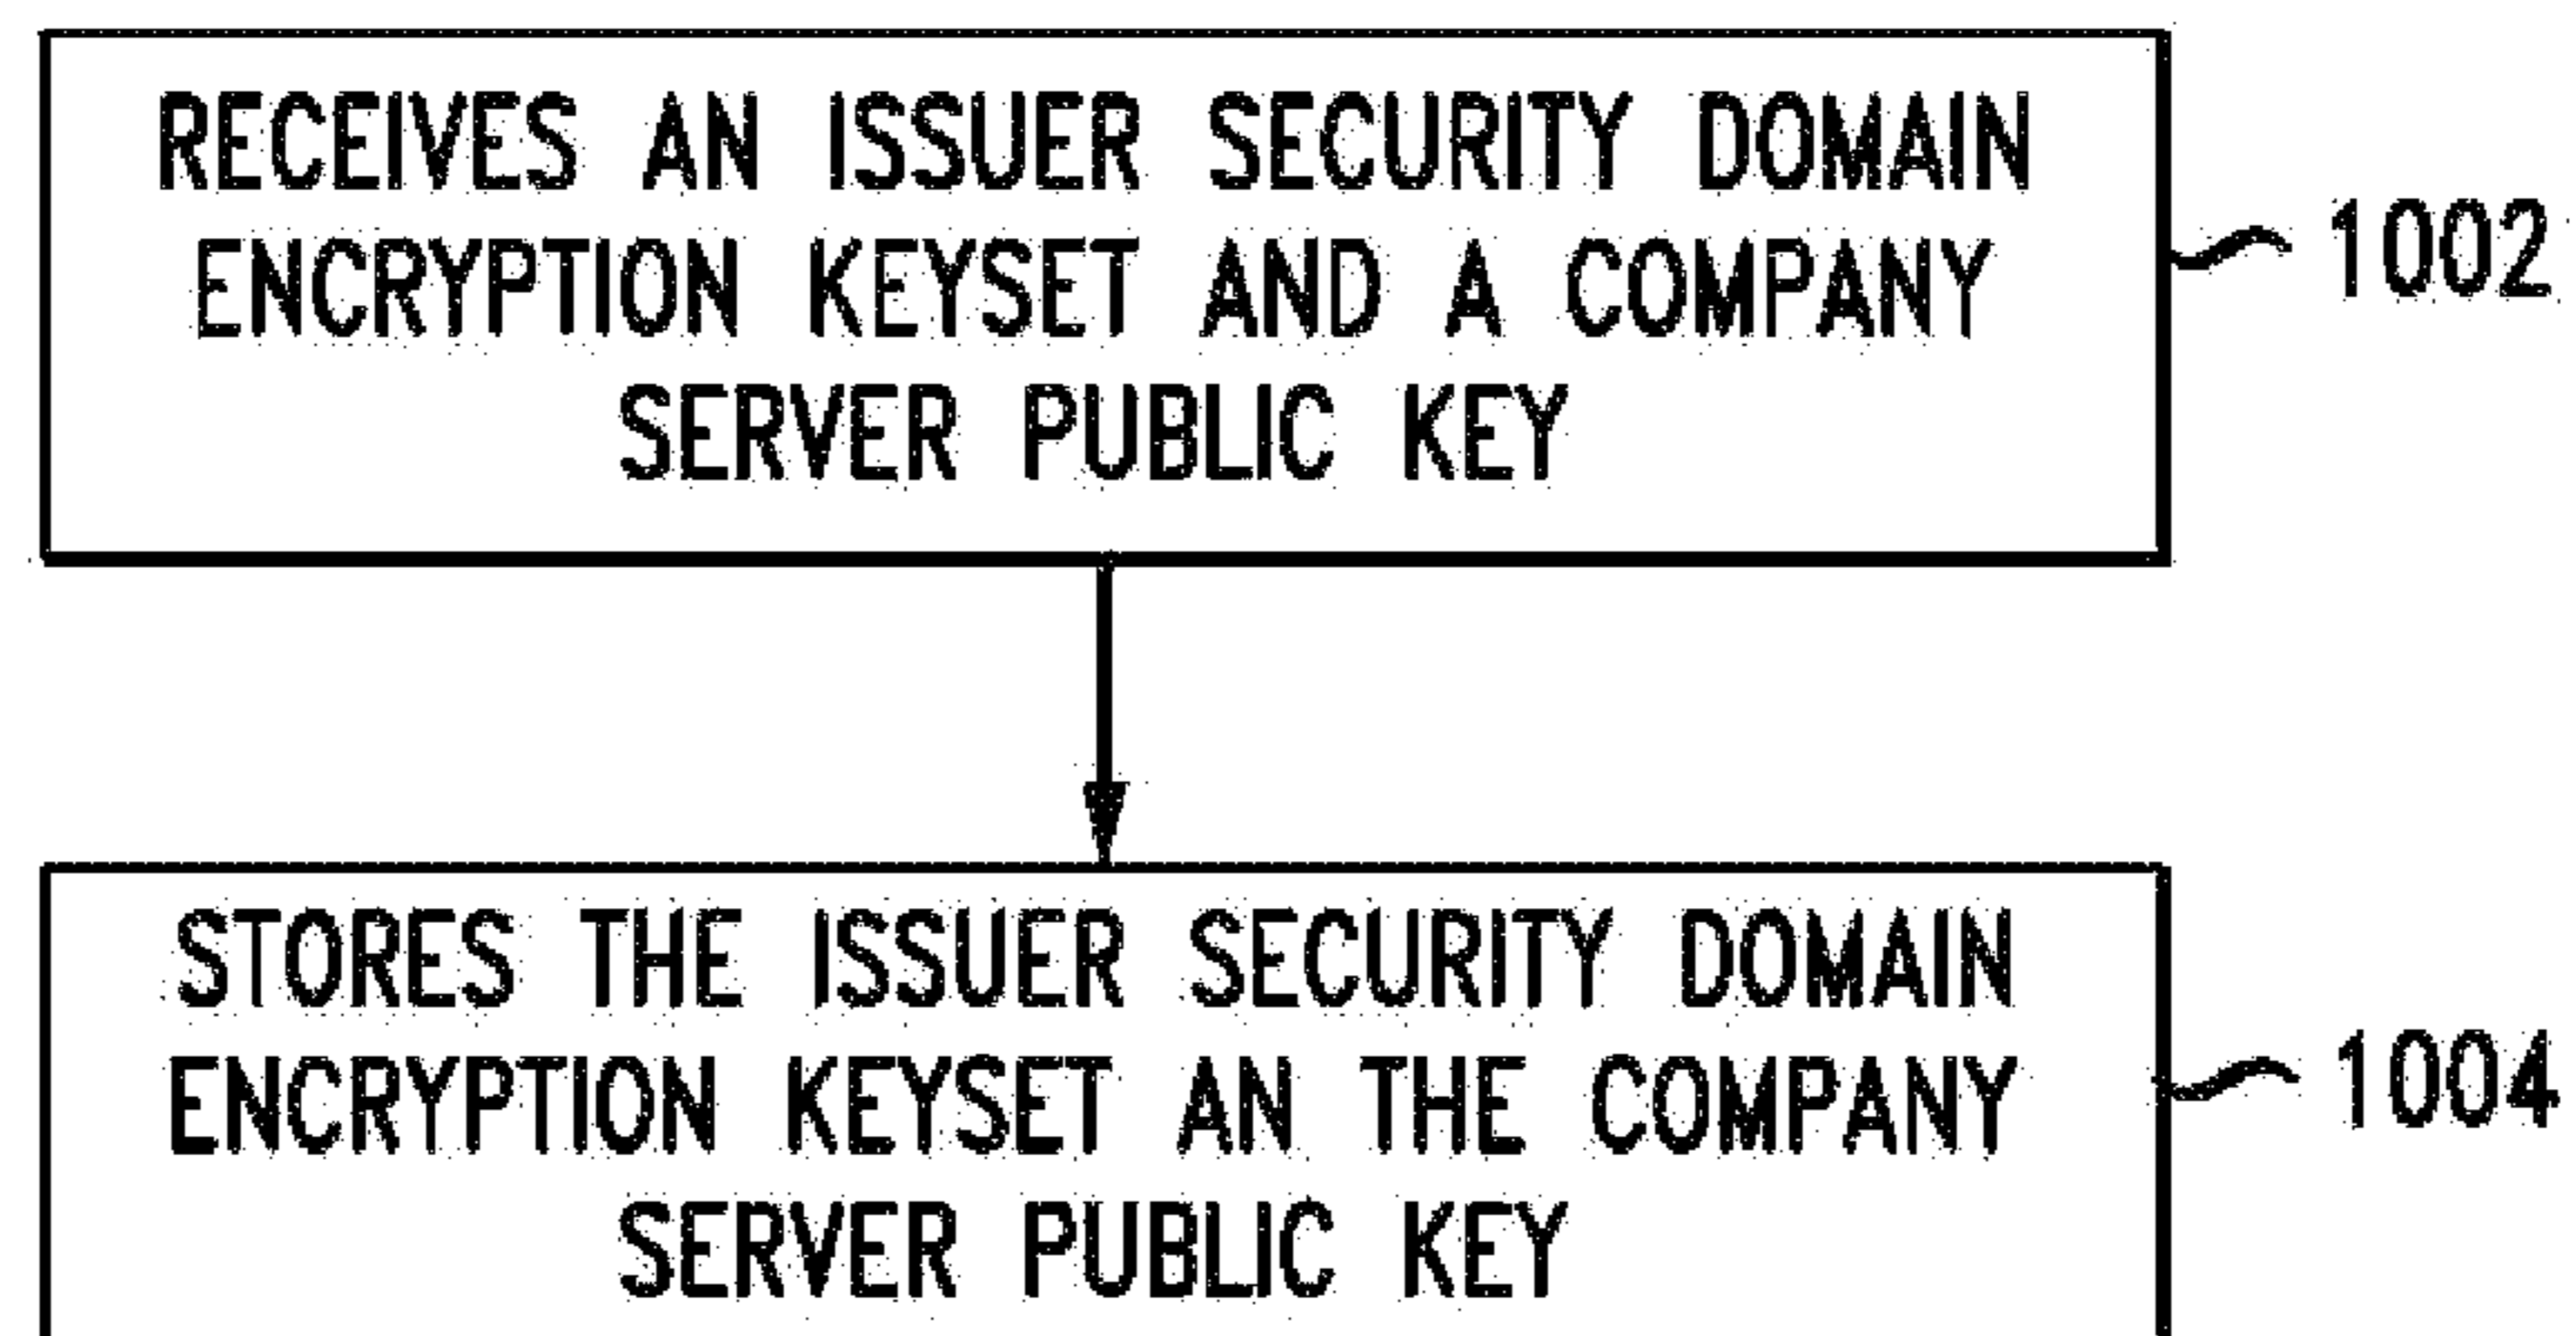 RECEIVES AN ISSUER SECURITY DOMAIN
ENCRYPTION KEYSET AND A COMPANY
SERVER PUBLIC KEY
1002
STORES THE ISSUER SECURITY DOMAIN
ENCRYPTION KEYSET AN THE COMPANY
SERVER PUBLIC KEY
1004